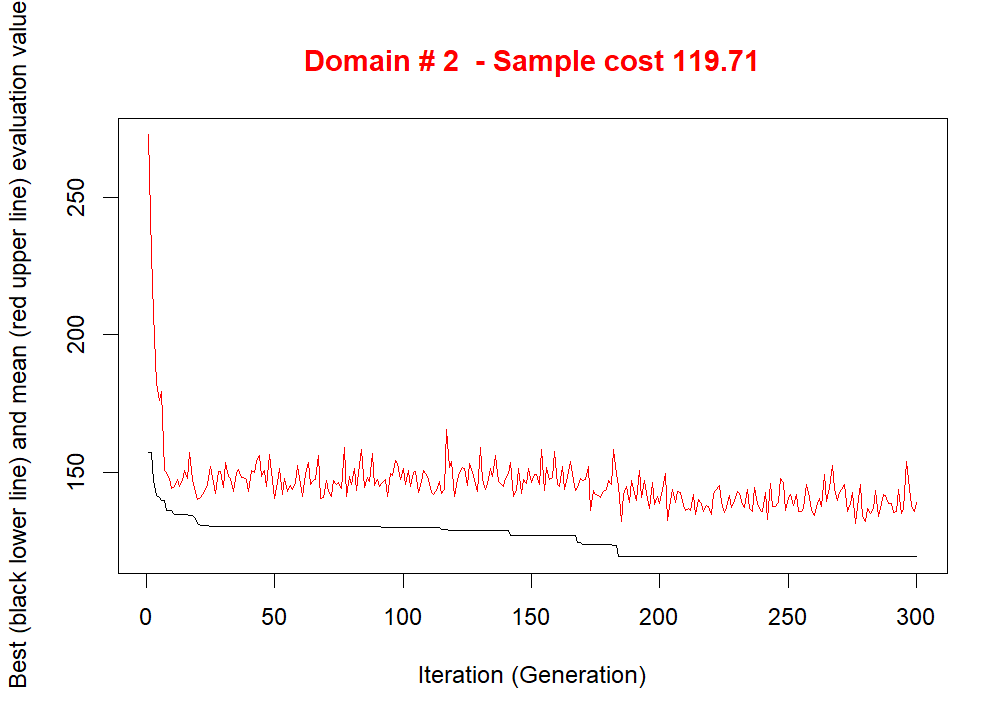 Domain # 2  - Sample cost 119.71
Best (black lower line) and mean (red upper line) evaluation value
250
200
150
0 50 100 150 200 250 300
Iteration (Generation)